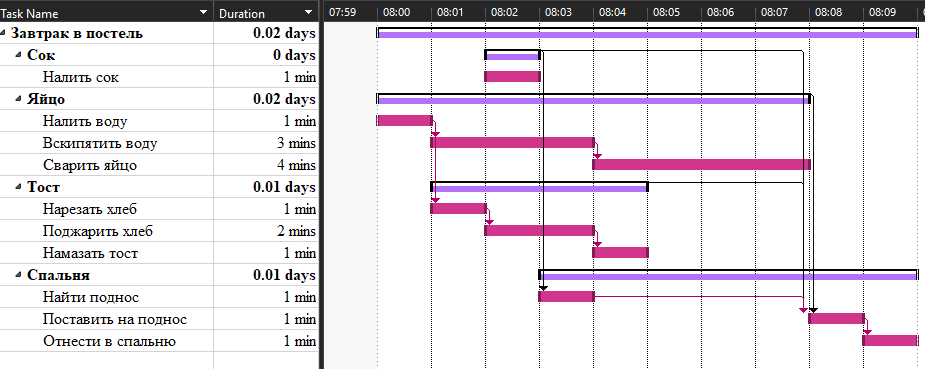 Task Name Duration 07:59 08:00 08:01 08:02 08:03 08:04 08:05 08:06 08:07 08:08 08:09 0
Завтрак в постель 0.02 days
Сок 0 days
Налить сок 1 min
Яйцо 0.02 days
Налить воду 1 min
Вскипятить воду 3 mins
Сварить яйцо 4 mins
Тост 0.01 days
Нарезать хлеб 1 min
Поджарить хлеб 2 mins
Намазать тост 1 min
Спальня 0.01 days
Найти поднос 1 min
Поставить на поднос 1 min
Отнести в спальню 1 min